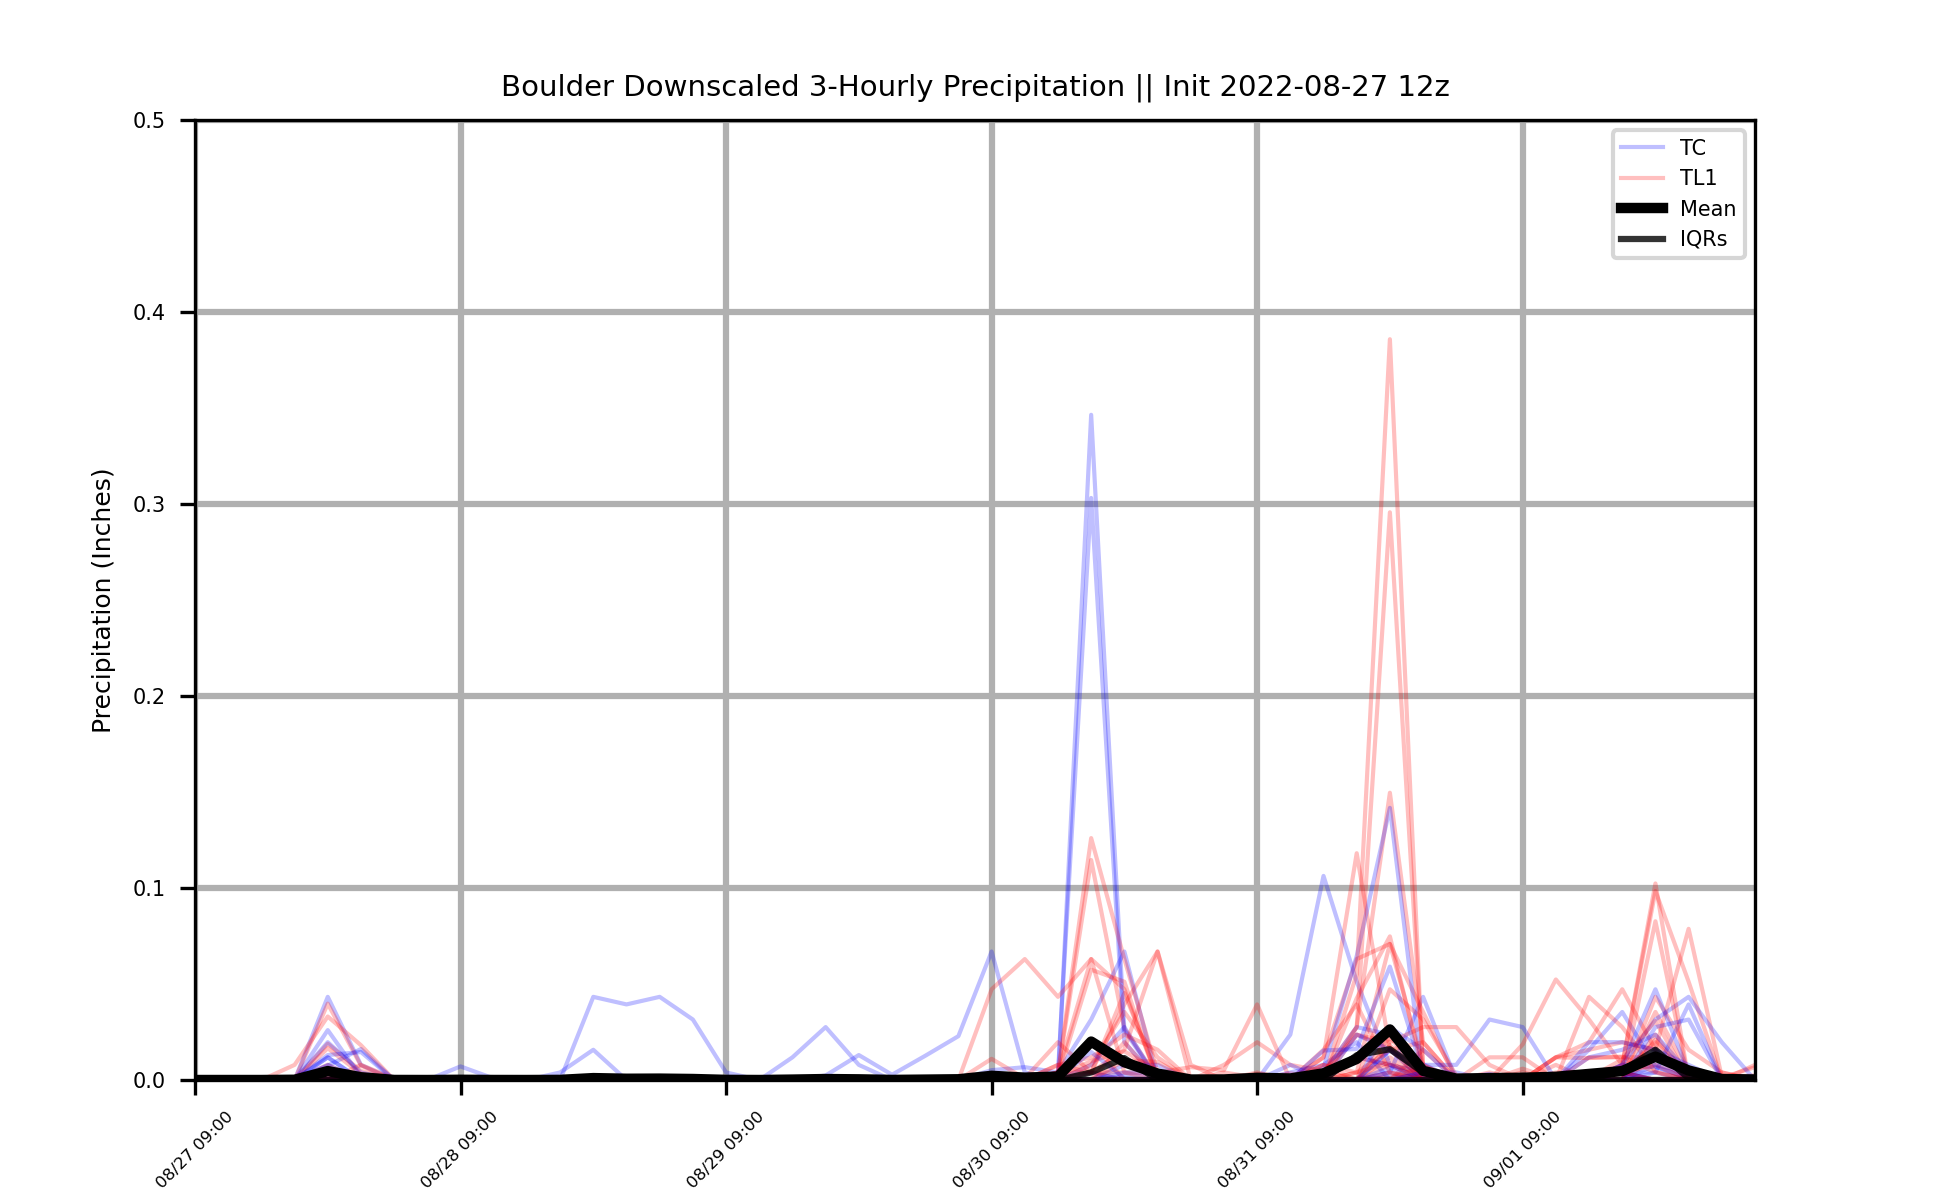 Boulder Downscaled 3-Hourly Precipitation || Init 2022-08-27 12z
0.5
0.4
0.3
0.2
0.1
0.0
Precipitation (Inches)
TC
TL1
Mean
IQRs
08/27 09:00
08/28 09:00
08/29 09:00
08/30 09:00
08/31 09:00
09/01 09:00